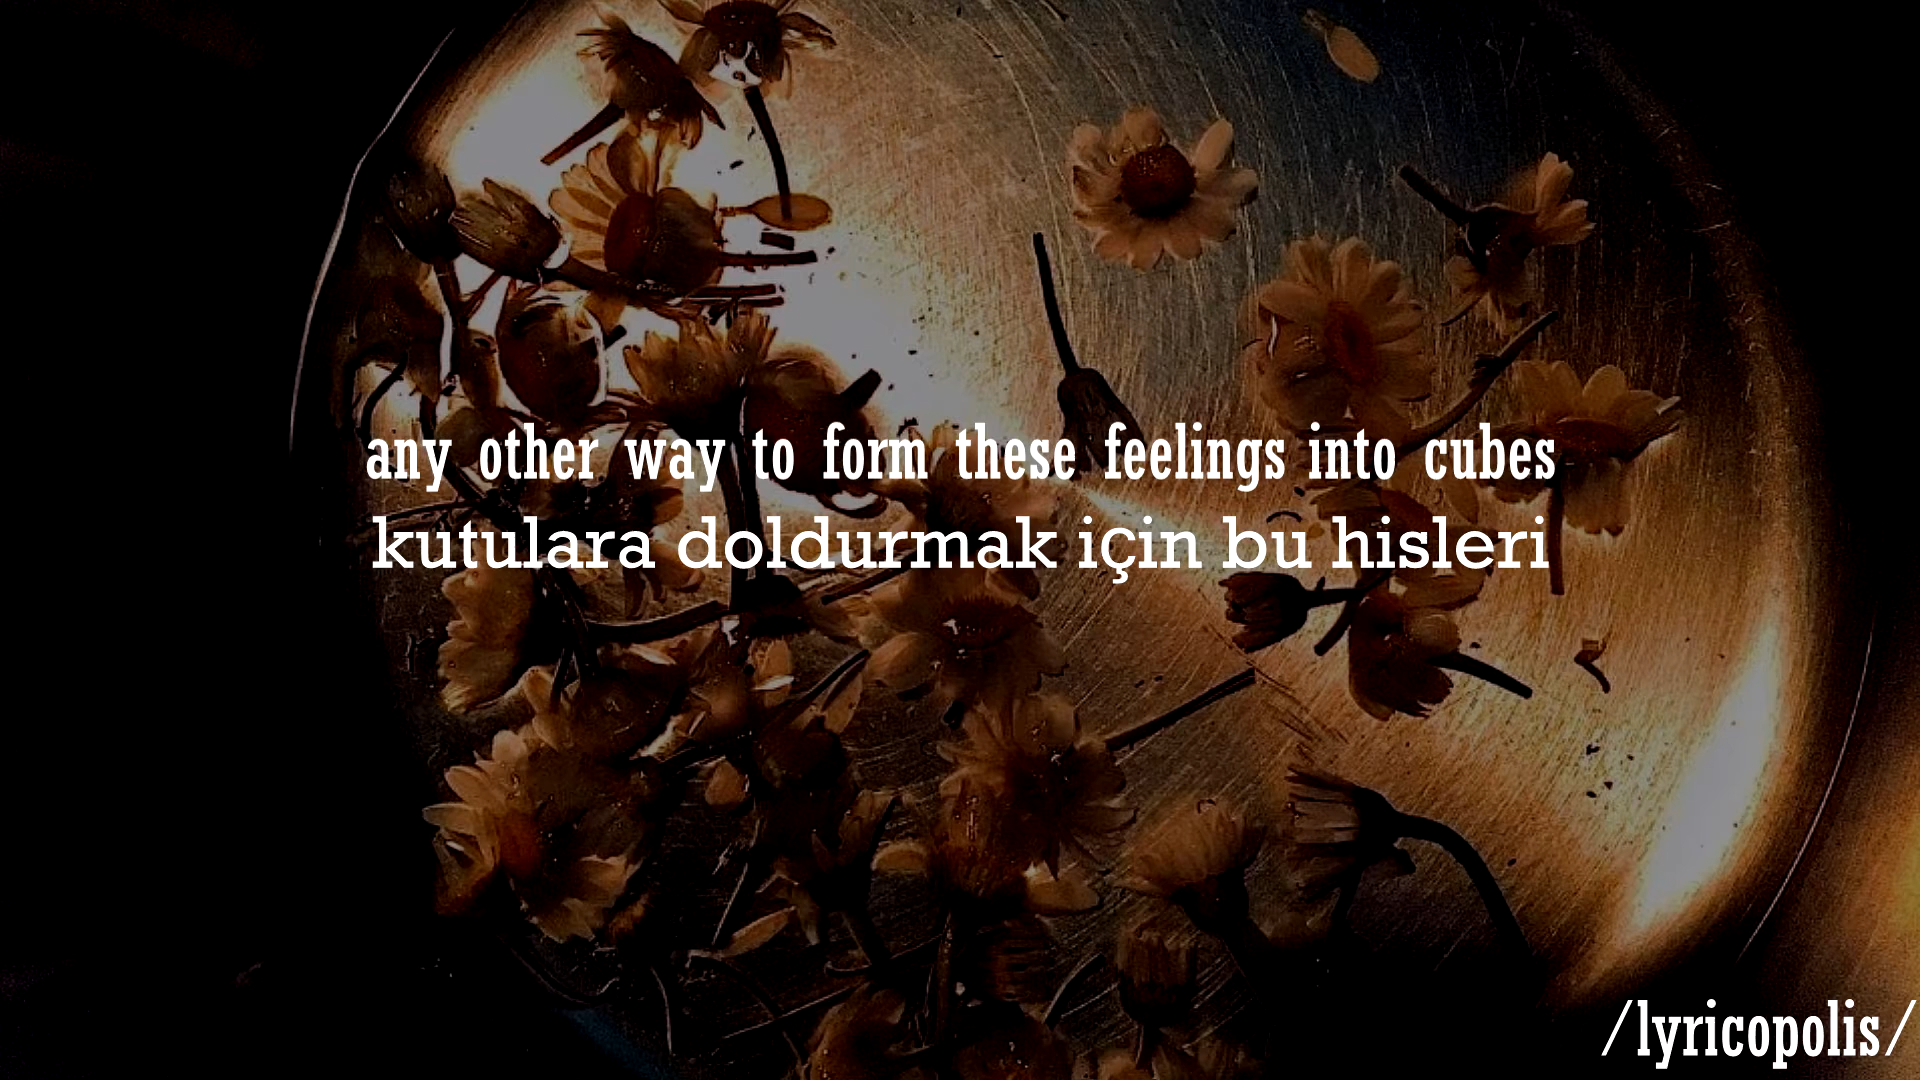 any other way to form these feelings into cubes
kutulara doldurmak için bu hisleri
/lyricopolis/